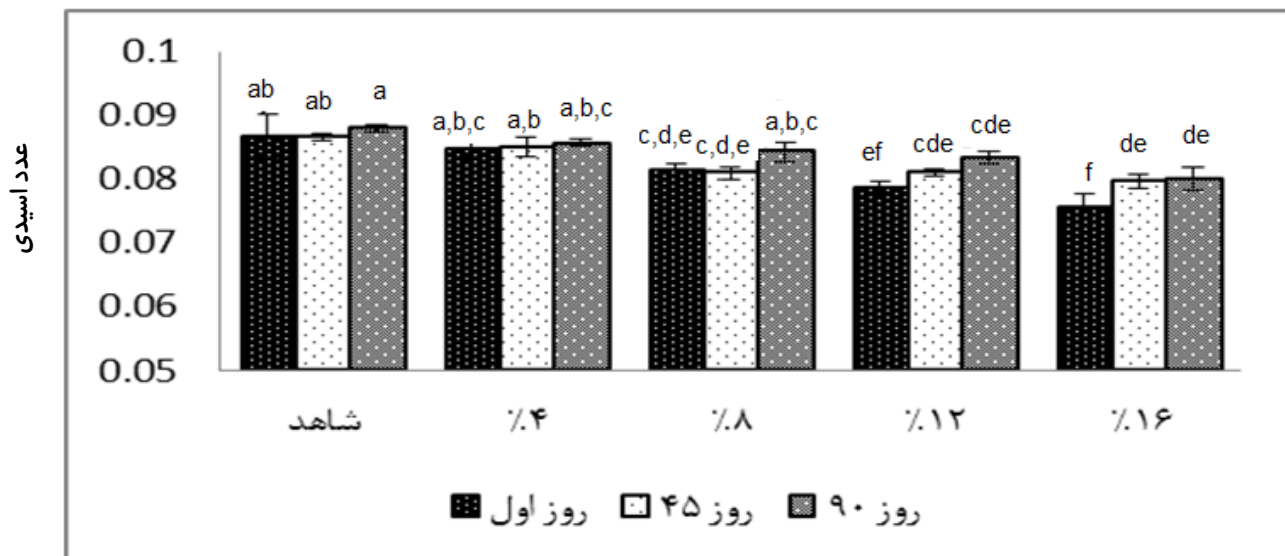 عدد اسیدی
0.1
0.09
0.08
0.07
0.06
0.05
ab ab a
a,b,c a,b a,b,c
c,d,e c,d,e a,b,c
ef cde cde
f de de
شاهد ٪۴ ٪۸ ٪۱۲ ٪۱۶
روز اول روز ۴۵ روز ۹۰